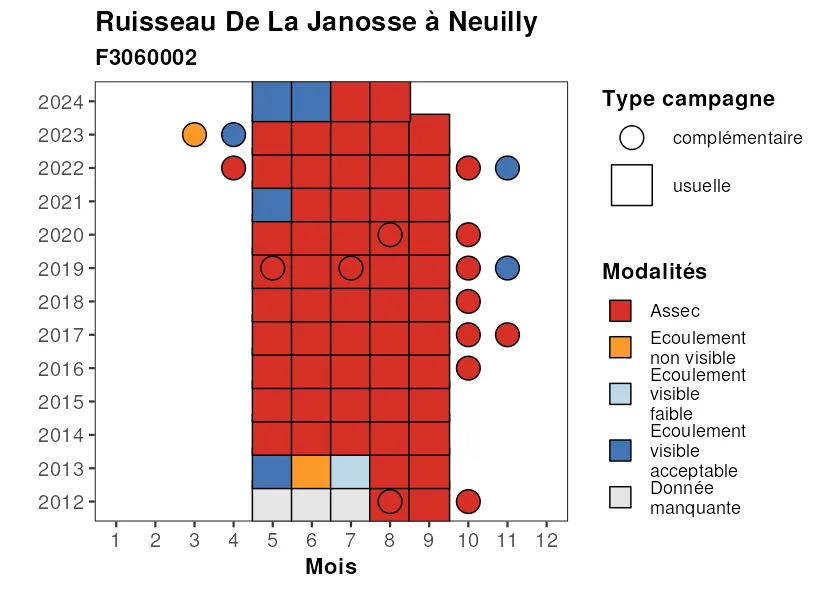 Ruisseau De La Janosse à Neuilly
F3060002
2024
2023
2022
2021
2020
2019
2018
2017
2016
2015
2014
2013
2012
1 2 3 4 5 6 7 8 9 10 11 12
Mois
Type campagne
complémentaire
usuelle
Modalités
Assec
Ecoulement
non visible
Ecoulement
visible
faible
Ecoulement
visible
acceptable
Donnée
manquante